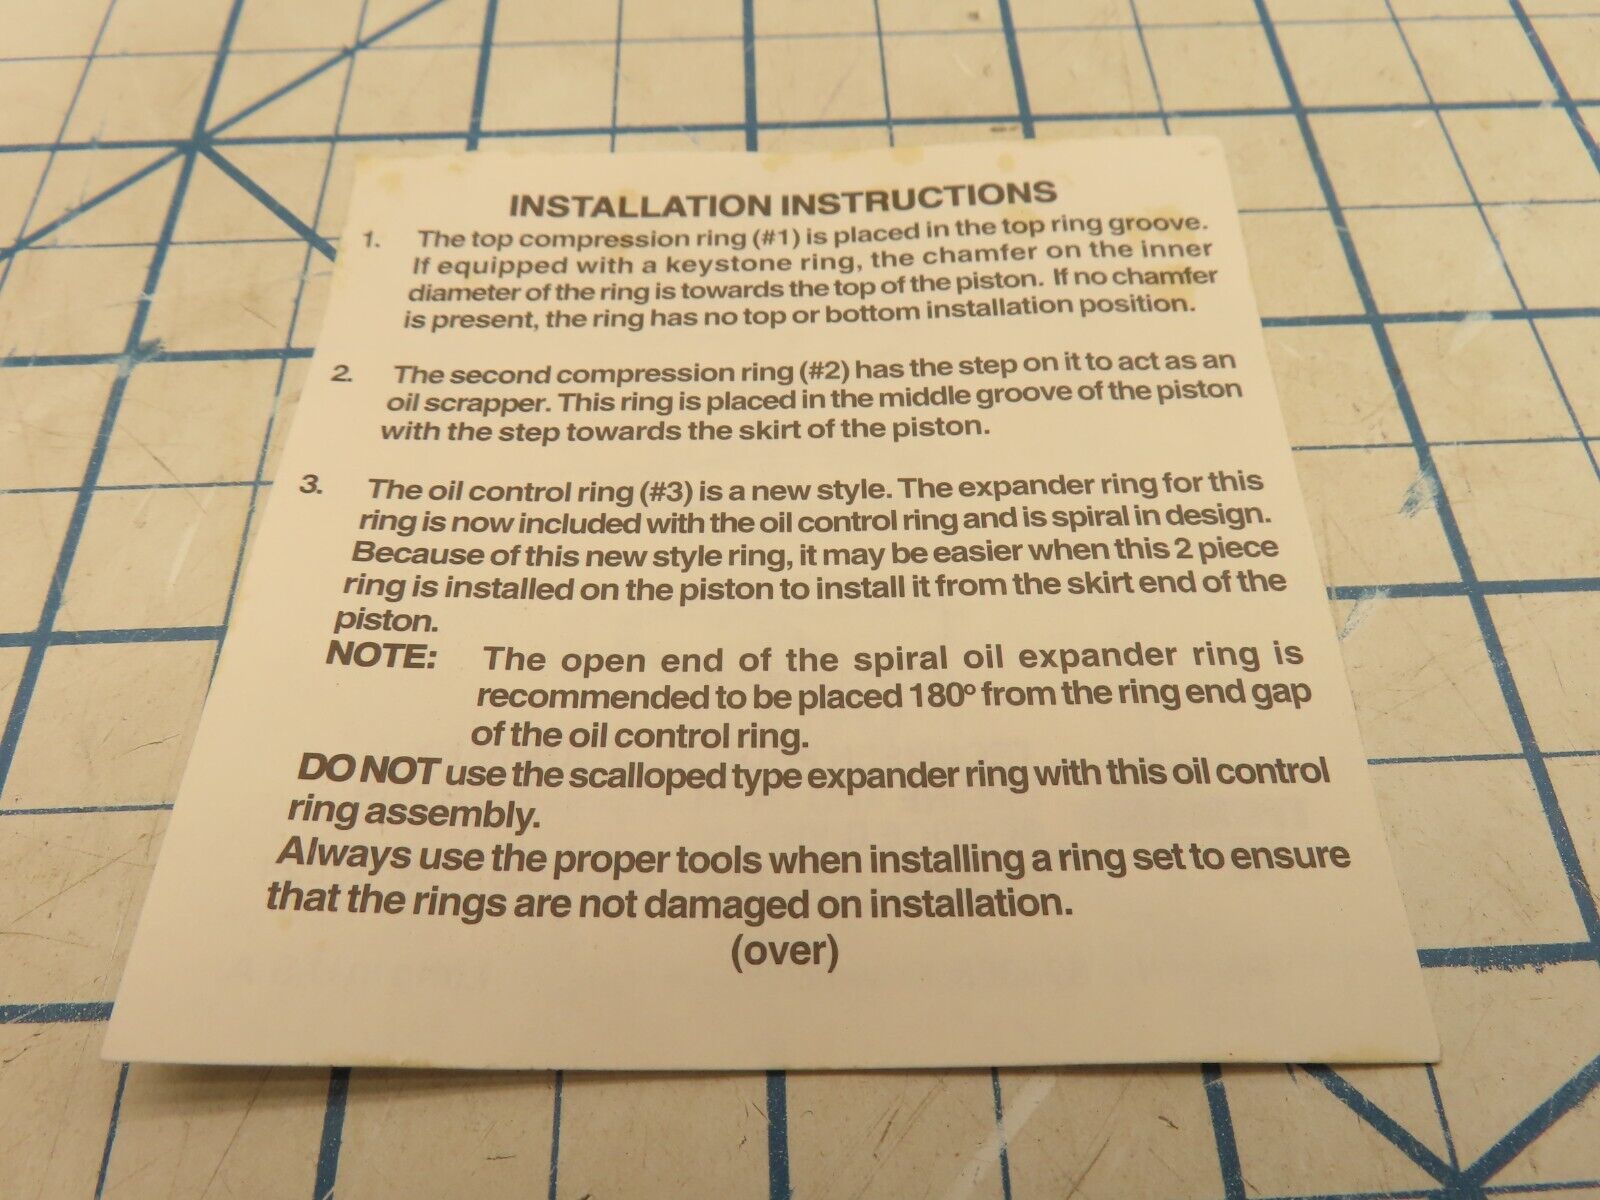 INSTALLATION INSTRUCTIONS
1. The top compression ring (#1) is placed in the top ring groove.
If equipped with a keystone ring, the chamfer on the inner
diameter of the ring is towards the top of the piston. If no chamfer
is present, the ring has no top or bottom installation position.
2. The second compression ring (#2) has the step on it to act as an
oil scrapper. This ring is placed in the middle groove of the piston
with the step towards the skirt of the piston.
3. The oil control ring (#3) is a new style. The expander ring for this
ring is now included with the oil control ring and is spiral in design.
Because of this new style ring, it may be easier when this 2 piece
ring is installed on the piston to install it from the skirt end of the
piston.
NOTE: The open end of the spiral oil expander ring is
recommended to be placed 180º from the ring end gap
of the oil control ring.
DO NOT use the scalloped type expander ring with this oil control
ring assembly.
Always use the proper tools when installing a ring set to ensure
that the rings are not damaged on installation.
(over)